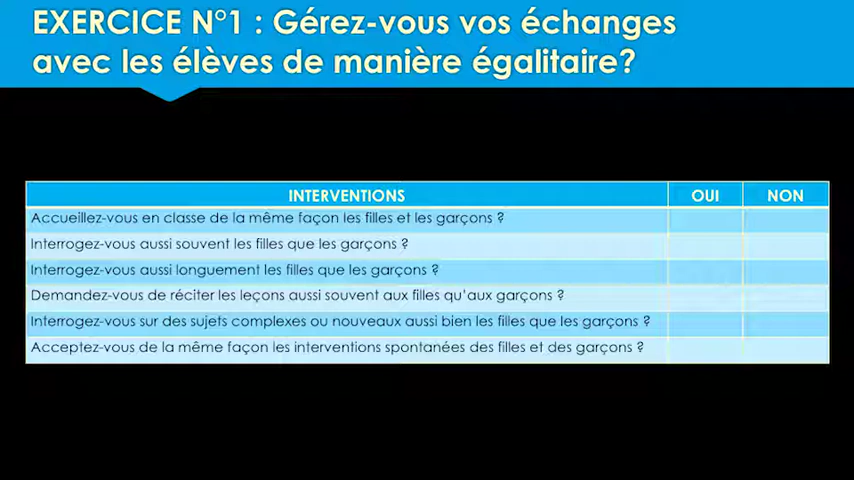 EXERCICE N°1 : Gérez-vous vos échanges
avec les élèves de manière égalitaire?
INTERVENTIONS OUI NON
Accueillez-vous en classe de la même façon les filles et les garçons ?
Interrogez-vous aussi souvent les filles que les garçons ?
Interrogez-vous aussi longuement les filles que les garçons ?
Demandez-vous de réciter les leçons aussi souvent aux filles qu'aux garçons ?
Interrogez-vous sur des sujets complexes ou nouveaux aussi bien les filles que les garçons ?
Acceptez-vous de la même façon les interventions spontanées des filles et des garçons ?